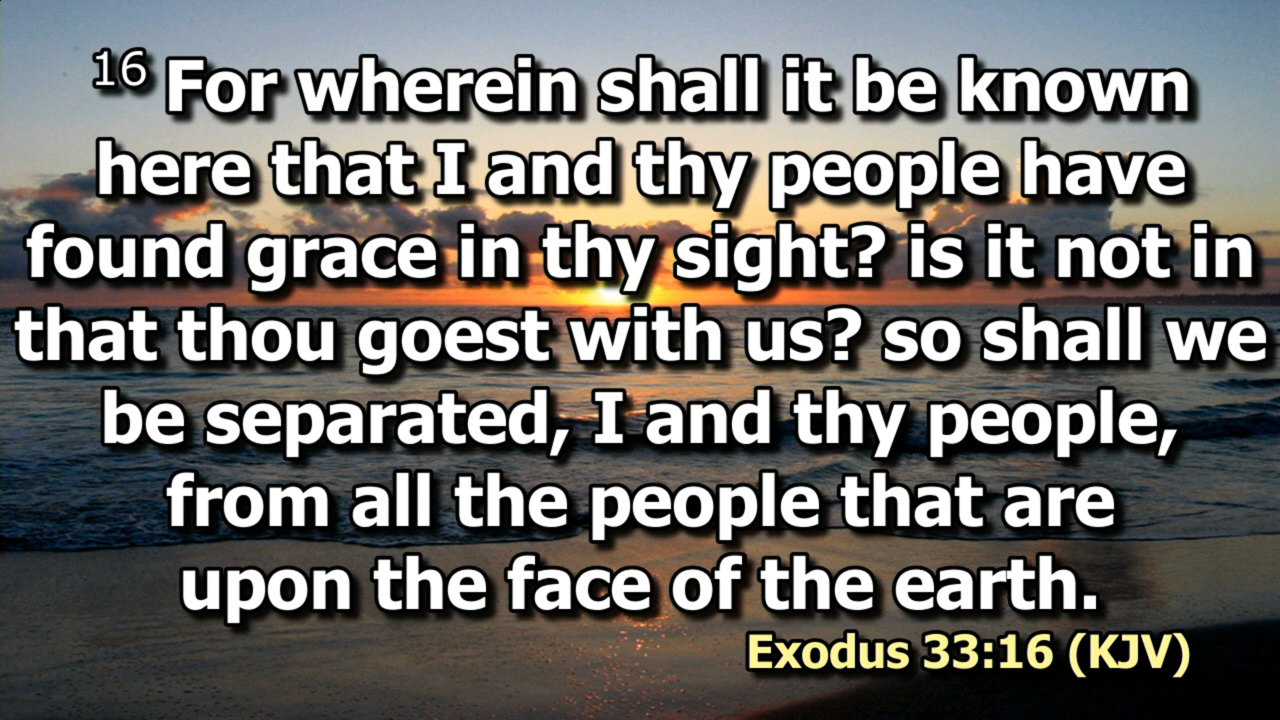 16 For wherein shall it be known
here that I and thy people have
found grace in thy sight? is it not in
that thou goest with us? so shall we
be separated, I and thy people,
from all the people that are
upon the face of the earth.
Exodus 33:16 (KJV)